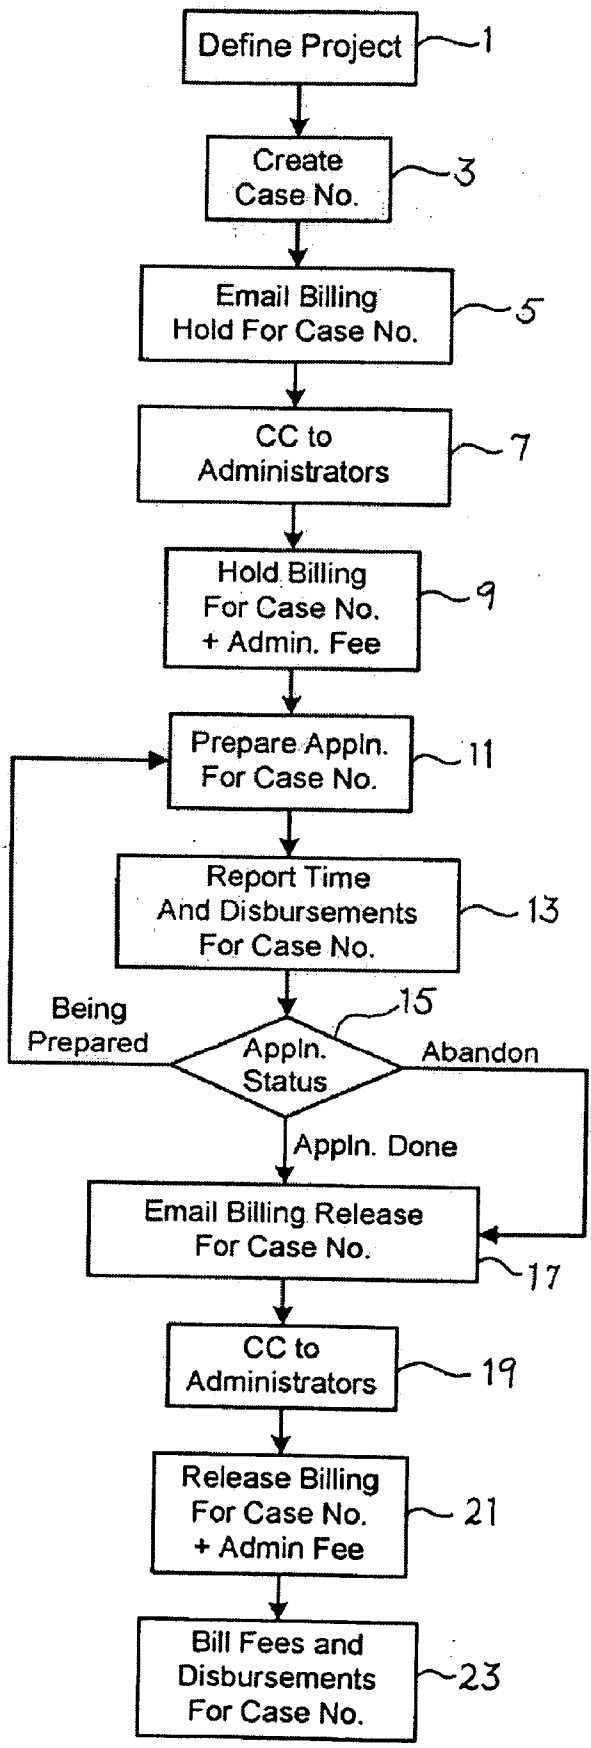 Define Project
1
Create
Case No.
3
Email Billing
Hold For Case No.
5
CC to
Administrators
7
Hold Billing
For Case No.
+ Admin. Fee
9
Prepare Appln.
For Case No.
11
Report Time
And Disbursements
For Case No.
13
Being
Prepared
Appln.
Status
15
Abandon
Appln. Done
Email Billing Release
For Case No.
17
CC to
Administrators
19
Release Billing
For Case No.
+ Admin Fee
21
Bill Fees and
Disbursements
For Case No.
23